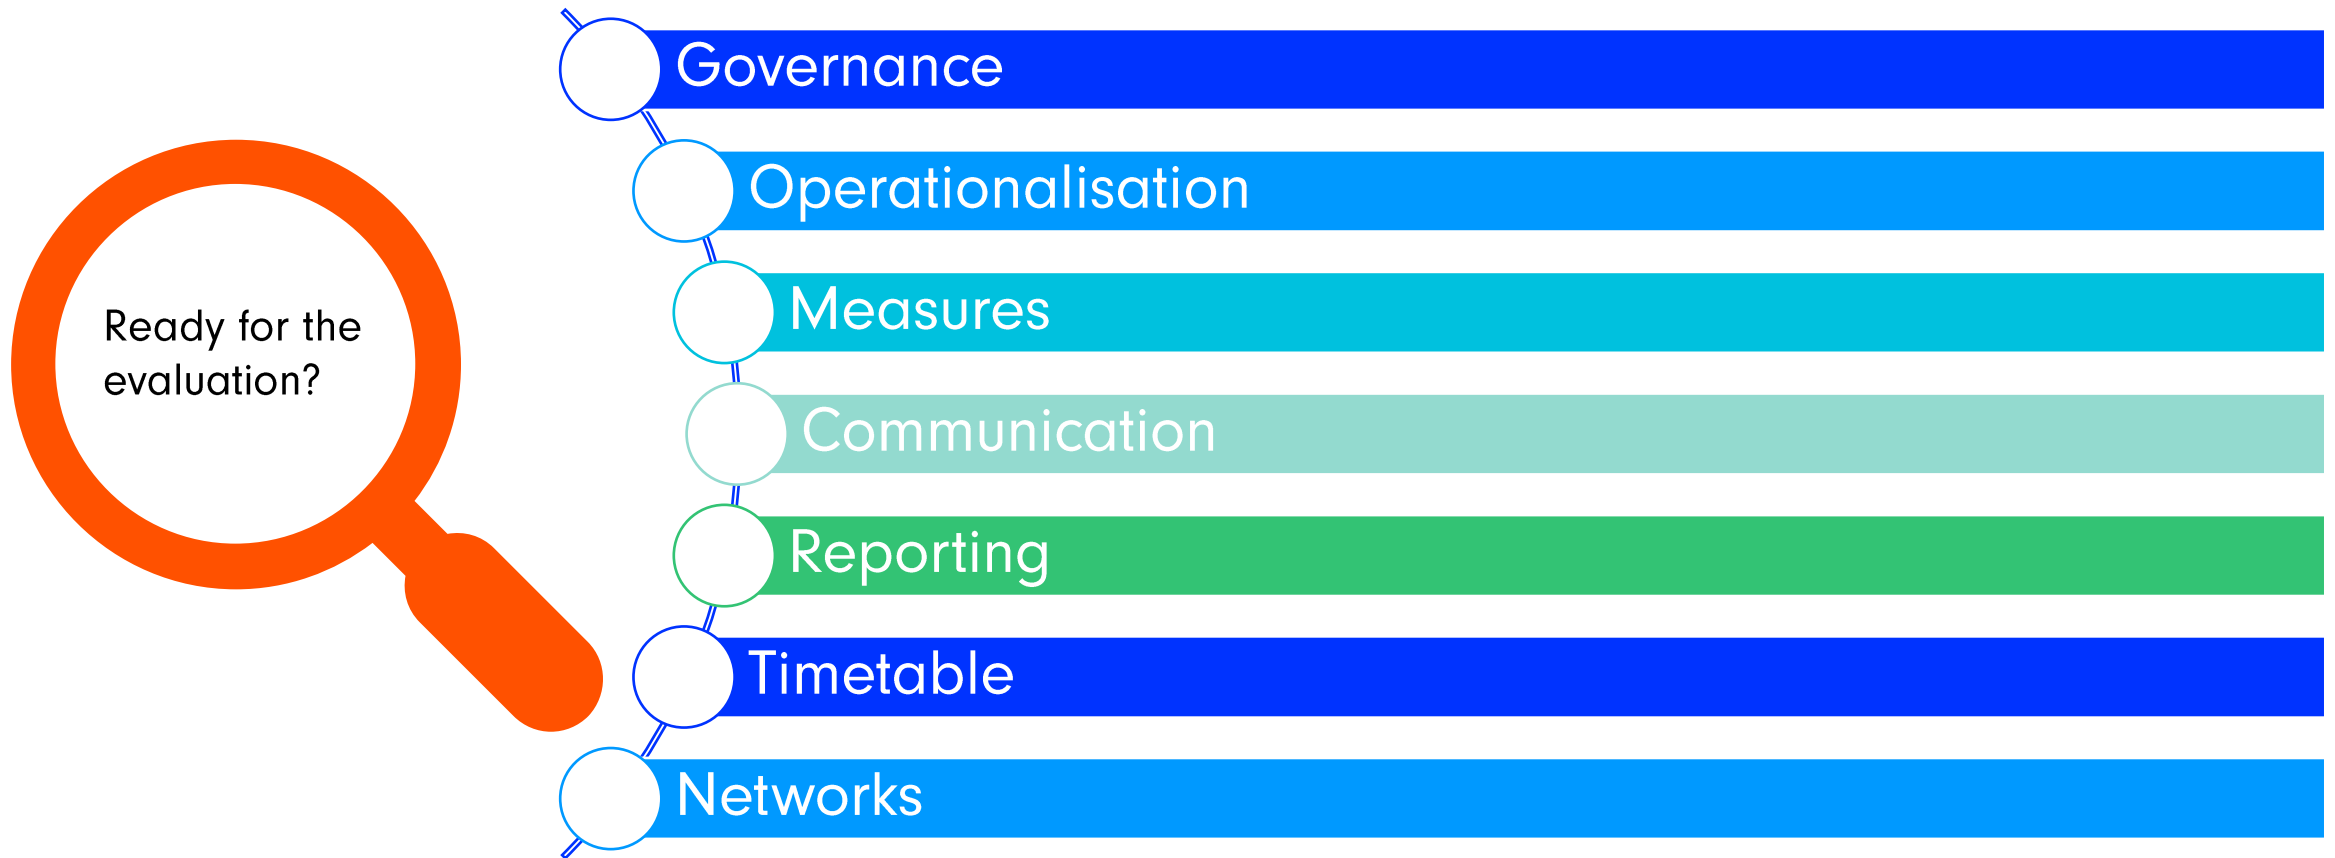 Ready for the
evaluation?
Governance
Operationalisation
Measures
Communication
Reporting
Timetable
Networks